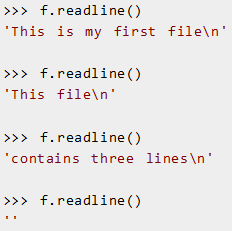 >>> f.readline()
'This is my first file\n'
>>> f.readline()
'This file\n'
>>> f.readline()
'contains three lines\n'
>>> f.readline()
''